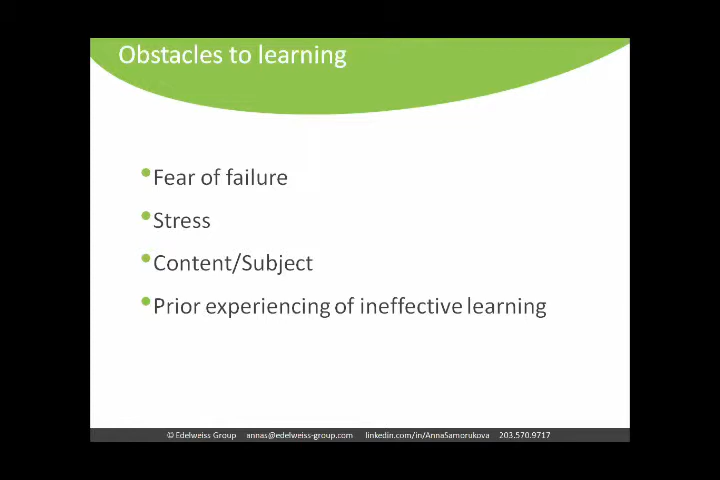 Obstacles to learning
•Fear of failure
•Stress
•Content/Subject
•Prior experiencing of ineffective learning
© Edelweiss Group annas@edelweiss-group.com linkedin.com/in/AnnaSamorukova 203.570.9717